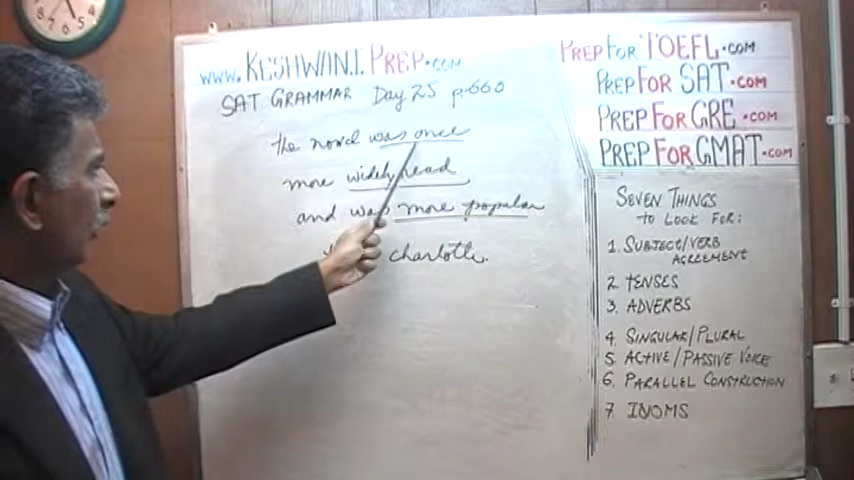 www.KESHWANI PREP.COM
SAT GRAMMAR Day 25 p.660
the novel was once
more widely read
and was more popular
charlotte.
PREP FOR TOEFL.COM
PREP FOR SAT.COM
PREP FOR GRE.COM
PREP FOR GMAT.COM
SEVEN THINGS
TO LOOK FOR:
1. SUBJECT/VERB
AGREEMENT
2 TENSES
3. ADVERBS
4. SINGULAR/PLURAL
5 ACTIVE/PASSIVE VOICE
6. PARALLEL CONSTRUCTION
7. IDIOMS